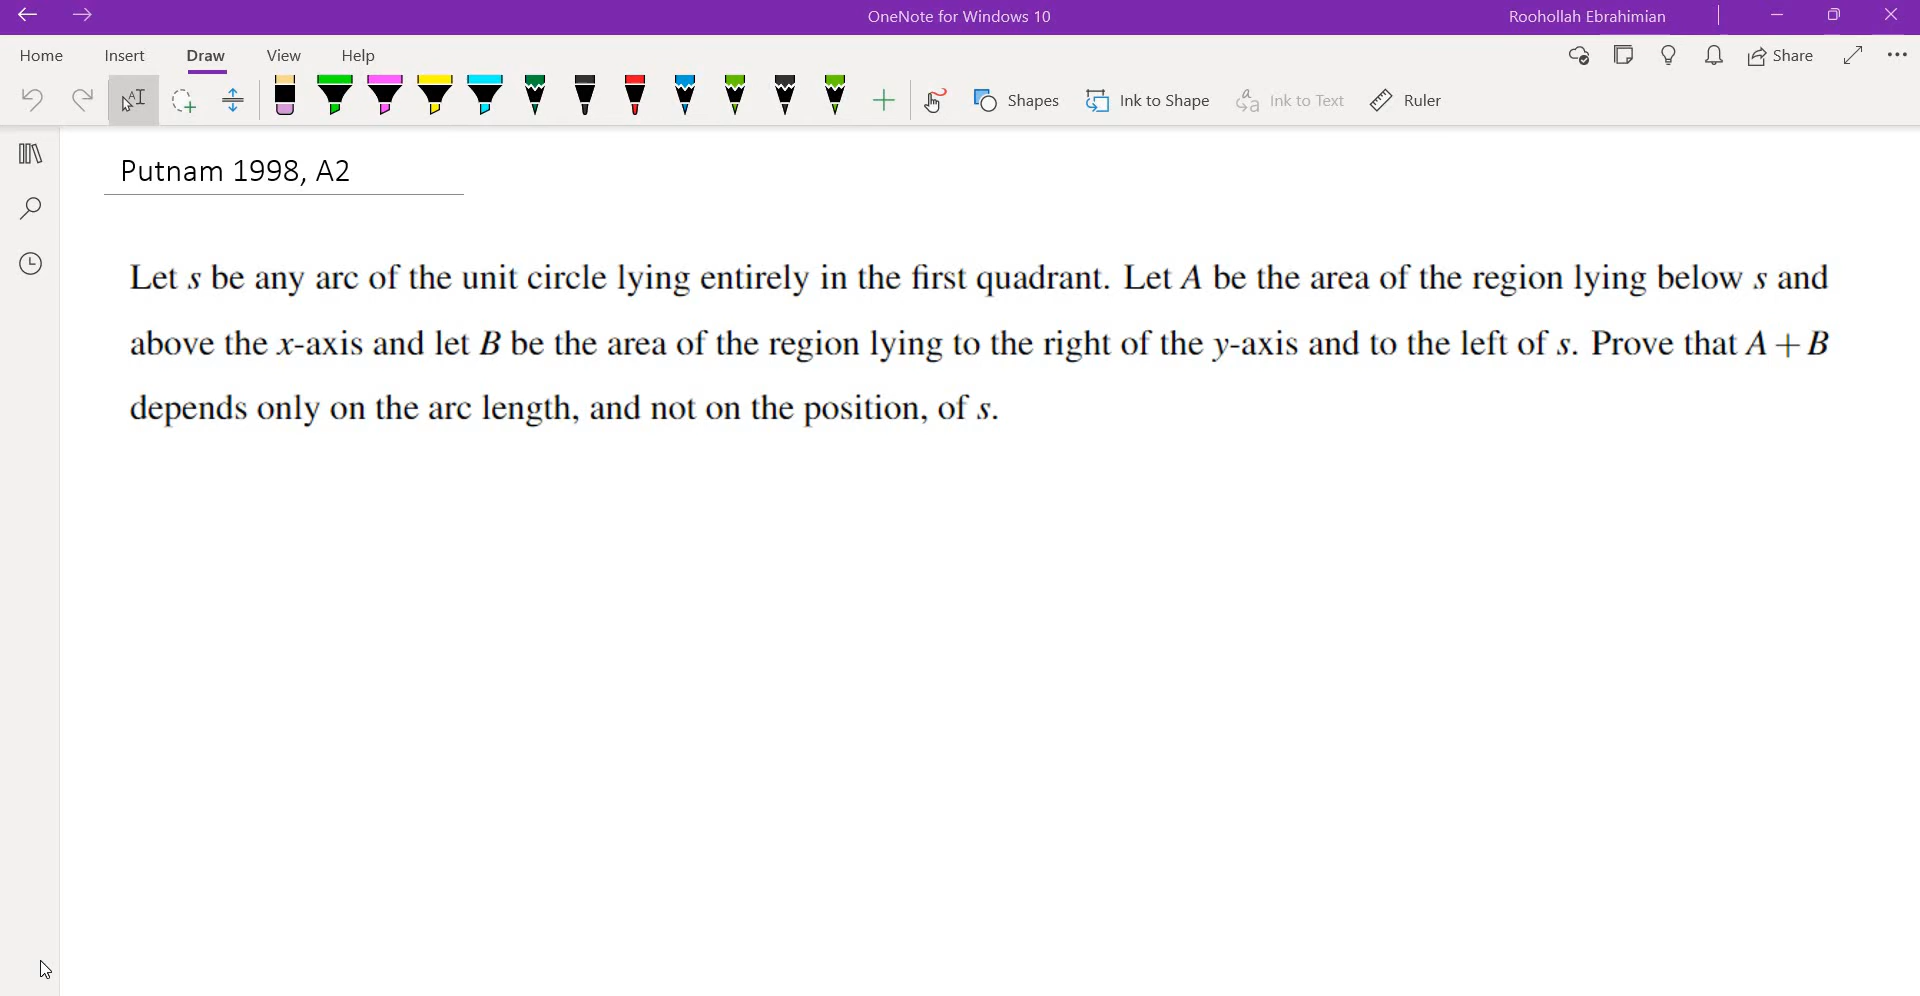 OneNote for Windows 10
Roohollah Ebrahimian
Home Insert Draw View Help
Share
Shapes Ink to Shape Ink to Text Ruler
Putnam 1998, A2
Let s be any arc of the unit circle lying entirely in the first quadrant. Let A be the area of the region lying below s and
above the x-axis and let B be the area of the region lying to the right of the y-axis and to the left of s. Prove that A+B
depends only on the arc length, and not on the position, of s.